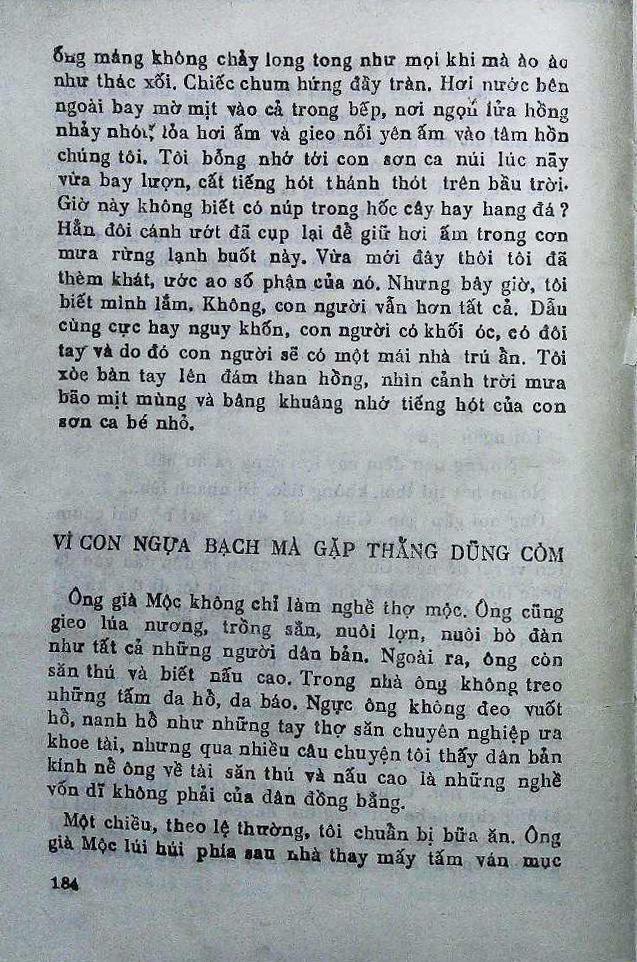 ống máng không chảy long tong như mọi khi mà ào ào
như thác xối. Chiếc chum hứng đầy tràn. Hơi nước bên
ngoài bay mờ mịt vào cả trong bếp, nơi ngọn lửa hồng
nhảy nhót, tỏa hơi ấm và gieo nỗi yên ấm vào tâm hồn
chúng tôi. Tôi bỗng nhớ tới con sơn ca núi lúc nãy
vừa bay lượn, cất tiếng hót thánh thót trên bầu trời.
Giờ này không biết có núp trong hốc cây hay hang đá ?
Hẳn đôi cánh ướt đã cụp lại để giữ hơi ấm trong cơn
mưa rừng lạnh buốt này. Vừa mới đây thôi tôi đã
thèm khát, ước ao số phận của nó. Nhưng bây giờ, tôi
biết mình lầm. Không, con người vẫn hơn tất cả. Dẫu
cùng cực hay nguy khốn, con người có khối óc, có đôi
tay và do đó con người sẽ có một mái nhà trú ẩn. Tôi
xòe bàn tay lên đám than hồng, nhìn cảnh trời mưa
bão mịt mùng và bâng khuâng nhớ tiếng hót của con
sơn ca bé nhỏ.
VÌ CON NGỰA BẠCH MÀ GẶP THẰNG DŨNG CÒM
Ông già Mộc không chỉ làm nghề thợ mộc. Ông cũng
gieo lúa nương, trồng sắn, nuôi lợn, nuôi bò đàn
như tất cả những người dân bản. Ngoài ra, ông còn
săn thú và biết nấu cao. Trong nhà ông không treo
những tấm da hổ, da báo. Ngực ông không đeo vuốt
hổ, nanh hổ như những tay thợ săn chuyên nghiệp ưa
khoe tài, nhưng qua nhiều câu chuyện tôi thấy dân bản
kính nể ông về tài săn thú và nấu cao là những nghề
vốn dĩ không phải của dân đồng bằng.
Một chiều, theo lệ thường, tôi chuẩn bị bữa ăn. Ông
già Mộc lúi húi phía sau nhà thay mấy tấm ván mục
184